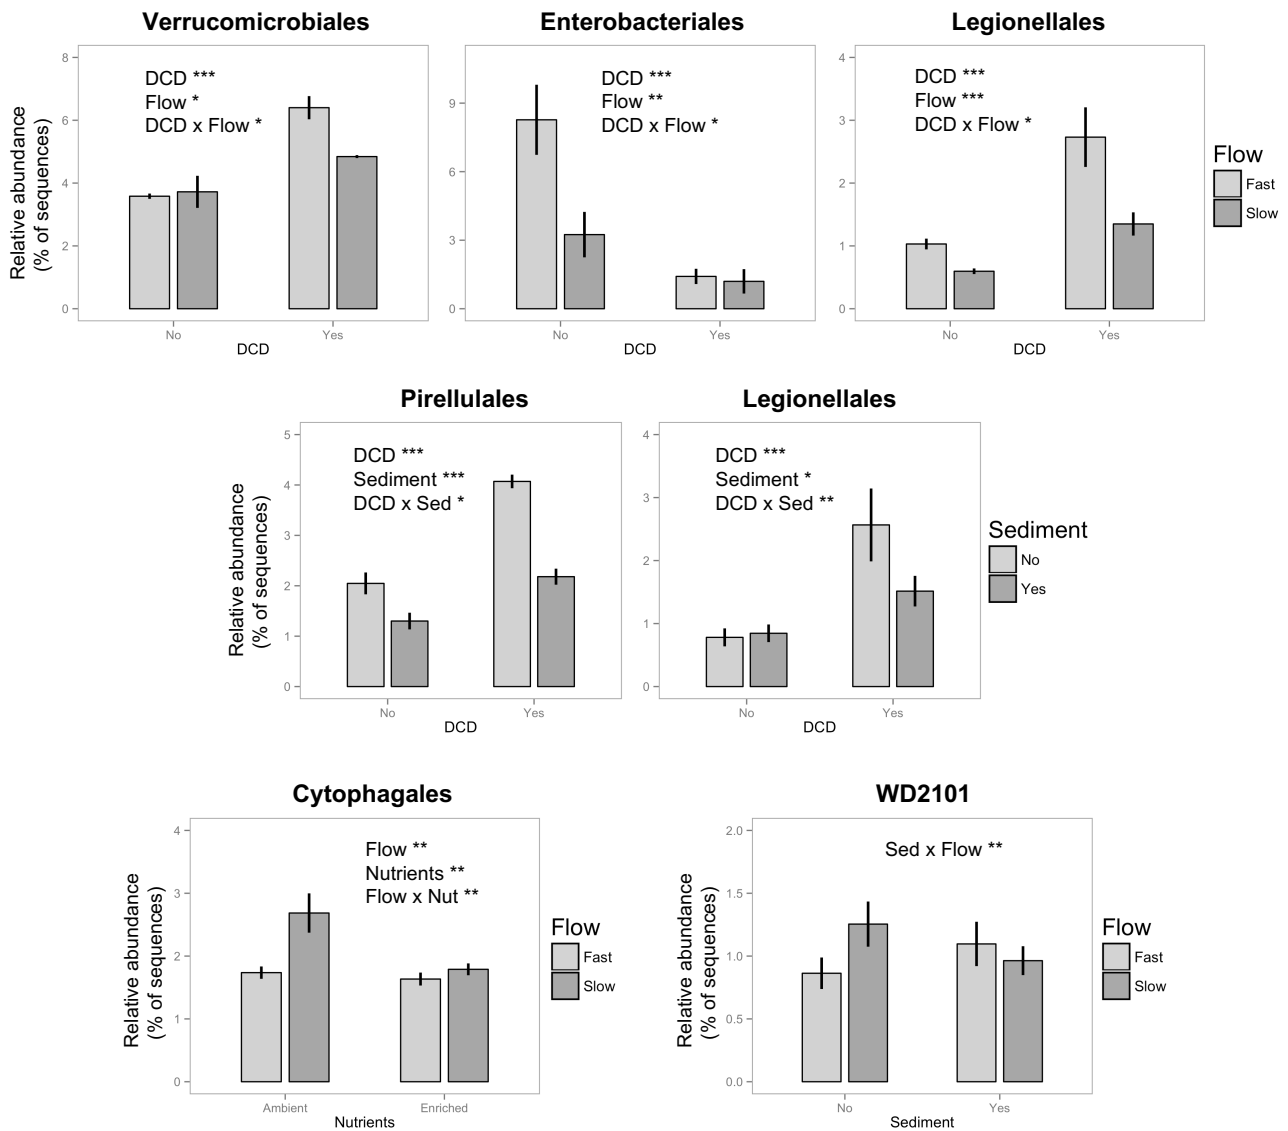 Verrucomicrobiales
Relative abundance
(% of sequences)
8
6
4
2
0
DCD ***
Flow *
DCD x Flow *
No
Yes
DCD
Enterobacteriales
9
6
3
0
DCD ***
Flow **
DCD x Flow *
No
Yes
DCD
Legionellales
4
3
2
1
0
DCD ***
Flow ***
DCD x Flow *
No
Yes
DCD
Flow
Fast
Slow
Pirellulales
Relative abundance
(% of sequences)
5
4
3
2
1
0
DCD ***
Sediment ***
DCD x Sed *
No
Yes
DCD
Legionellales
4
3
2
1
0
DCD ***
Sediment *
DCD x Sed **
No
Yes
DCD
Sediment
No
Yes
Cytophagales
Relative abundance
(% of sequences)
4
3
2
1
0
Flow **
Nutrients **
Flow x Nut **
Ambient
Enriched
Nutrients
Flow
Fast
Slow
WD2101
Relative abundance
(% of sequences)
2.0
1.5
1.0
0.5
0.0
Sed x Flow **
No
Yes
Sediment
Flow
Fast
Slow